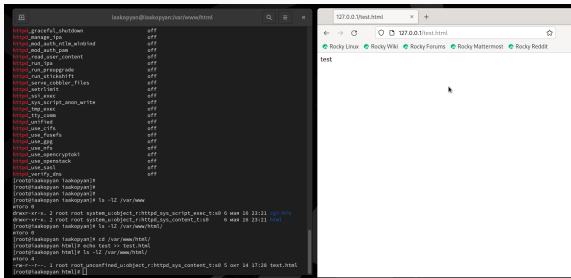 iaakopyan@iaakopyan:/var/www/html
httpd_graceful_shutdown off
httpd_manage_ipa off
httpd_mod_auth_ntlm_winbind off
httpd_mod_auth_pam off
httpd_read_user_content off
httpd_run_ipa off
httpd_run_preupgrade off
httpd_run_stickshift off
httpd_serve_cobbler_files off
httpd_setrlimit off
httpd_ssi_exec off
httpd_sys_script_anon_write off
httpd_tmp_exec off
httpd_tty_comm off
httpd_unified off
httpd_use_cifs off
httpd_use_fusefs off
httpd_use_gpg off
httpd_use_nfs off
httpd_use_opencryptoki off
httpd_use_openstack off
httpd_use_sasl off
httpd_verify_dns off
[root@iaakopyan iaakopyan]#
[root@iaakopyan iaakopyan]#
[root@iaakopyan iaakopyan]# ls -lZ /var/www
итого 0
drwxr-xr-x. 2 root root system_u:object_r:httpd_sys_script_exec_t:s0 6 мая 16 23:21 cgi-bin
drwxr-xr-x. 2 root root system_u:object_r:httpd_sys_content_t:s0 6 мая 16 23:21 html
[root@iaakopyan iaakopyan]# ls -lZ /var/www/html/
итого 0
[root@iaakopyan iaakopyan]# cd /var/www/html/
[root@iaakopyan html]# echo test >> test.html
[root@iaakopyan html]# ls -lZ /var/www/html/
итого 4
-rw-r--r--. 1 root root unconfined_u:object_r:httpd_sys_content_t:s0 5 окт 14 17:28 test.html
[root@iaakopyan html]#
127.0.0.1/test.html
127.0.0.1/test.html
Rocky Linux Rocky Wiki Rocky Forums Rocky Mattermost Rocky Reddit
test